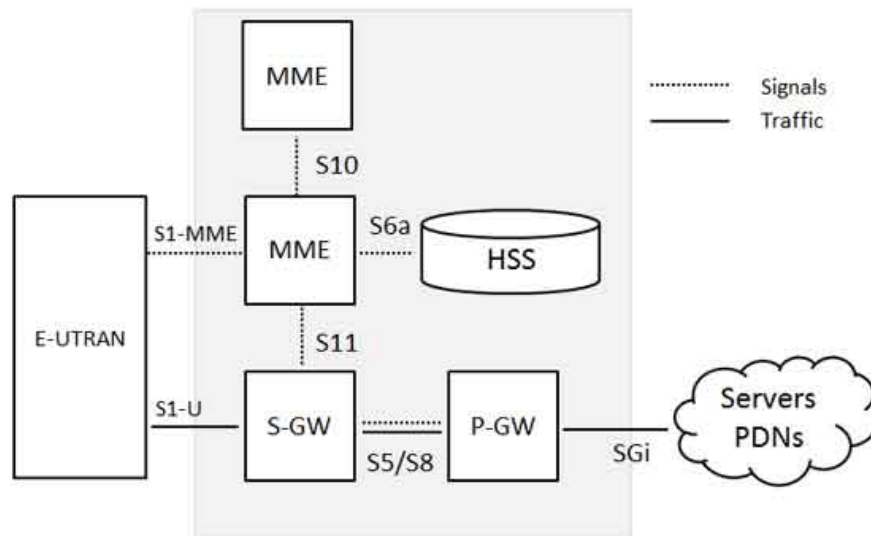 MME
Signals
Traffic
S10
S1-MME
MME
S6a
HSS
E-UTRAN
S11
S1-U
S-GW
P-GW
Servers
PDNs
S5/S8
SGi